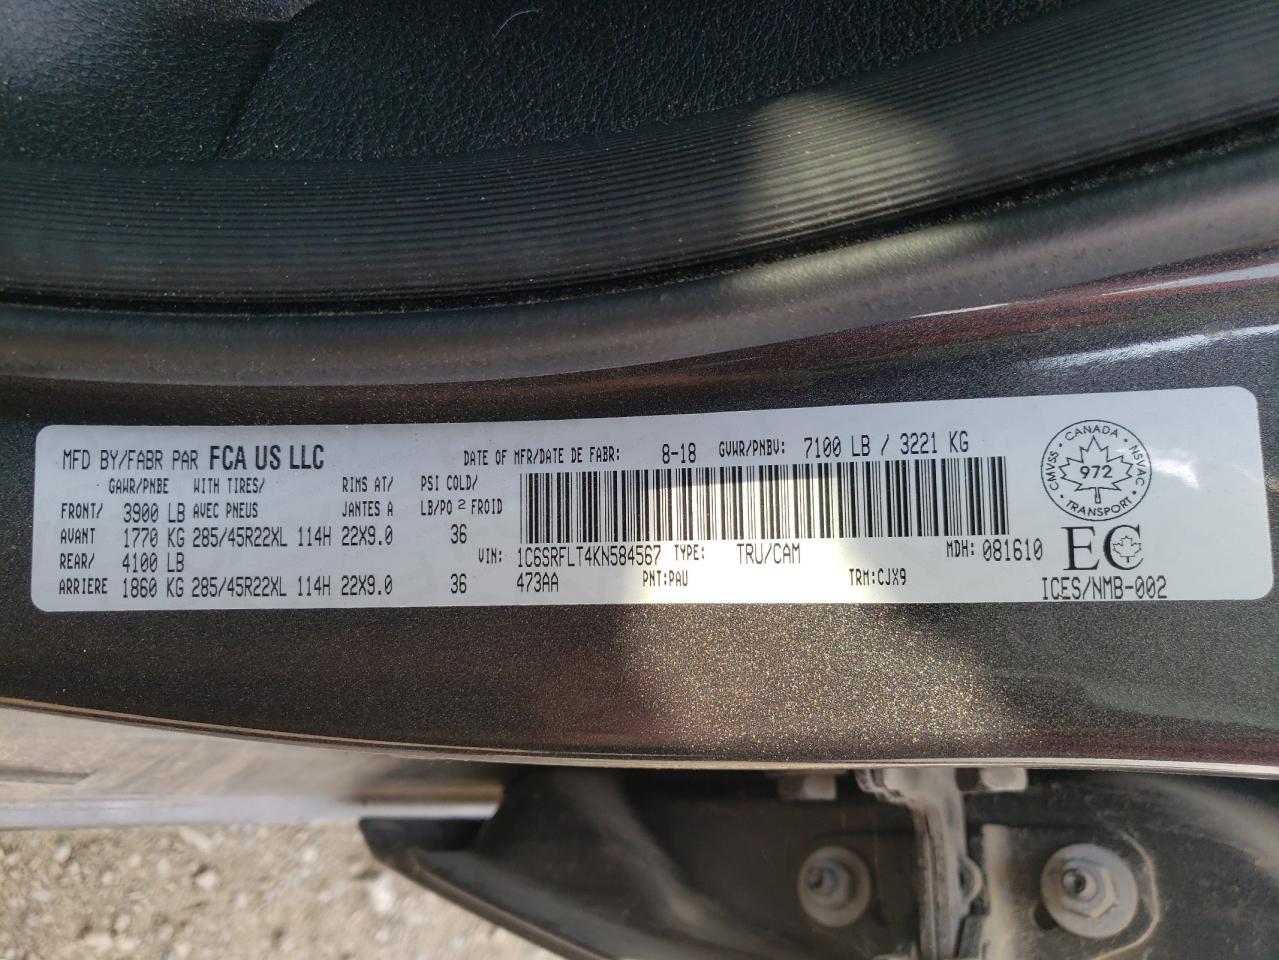 MFD BY/FABR PAR FCA US LLC DATE OF MFR/DATE DE FABR: 8-18 GVWR/PNBV: 7100 LB / 3221 KG
GAWR/PNBE WITH TIRES/ RIMS AT/ PSI COLD/
FRONT/ 3900 LB AVEC PNEUS JANTES A LB/PO 2 FROID
AVANT 1770 KG 285/45R22XL 114H 22X9.0 36
REAR/ 4100 LB VIN: 1C6SRFLT4KN584567 TYPE: TRU/CAM MDH: 081610
ARRIERE 1860 KG 285/45R22XL 114H 22X9.0 36 473AA PNT:PAU TRM:CJX9
CANADA
CMVSS NSVAC
972
TRANSPORT
EC
ICES/NMB-002